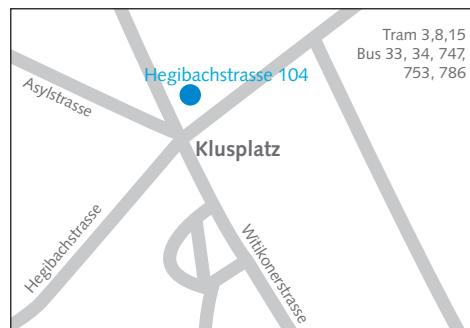 Tram 3,8,15
Bus 33, 34, 747,
753, 786
Hegibachstrasse 104
Asylstrasse
Klusplatz
Hegibachstrasse
Witikonerstrasse